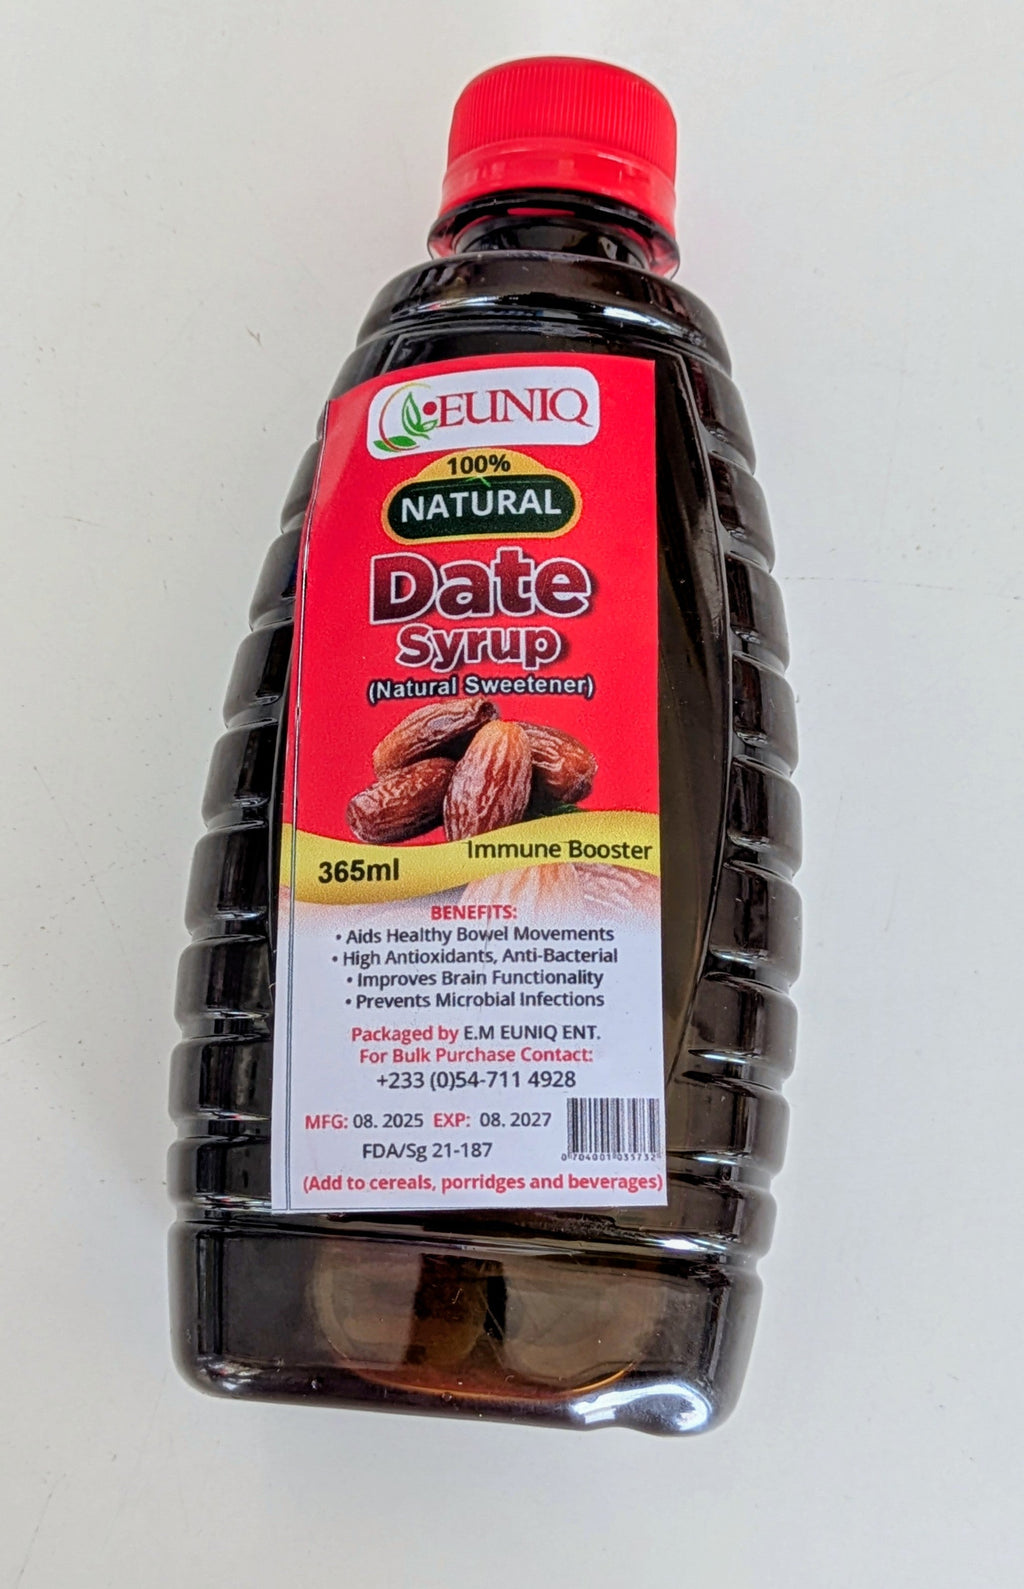 EUNIQ
100%
NATURAL
Date
Syrup
(Natural Sweetener)
Immune Booster
365ml
BENEFITS:
• Aids Healthy Bowel Movements
• High Antioxidants, Anti-Bacterial
• Improves Brain Functionality
• Prevents Microbial Infections
Packaged by E.M EUNIQ ENT.
For Bulk Purchase Contact:
+233 (0)54-711 4928
MFG: 08. 2025 EXP: 08. 2027
FDA/Sg 21-187
(Add to cereals, porridges and beverages)